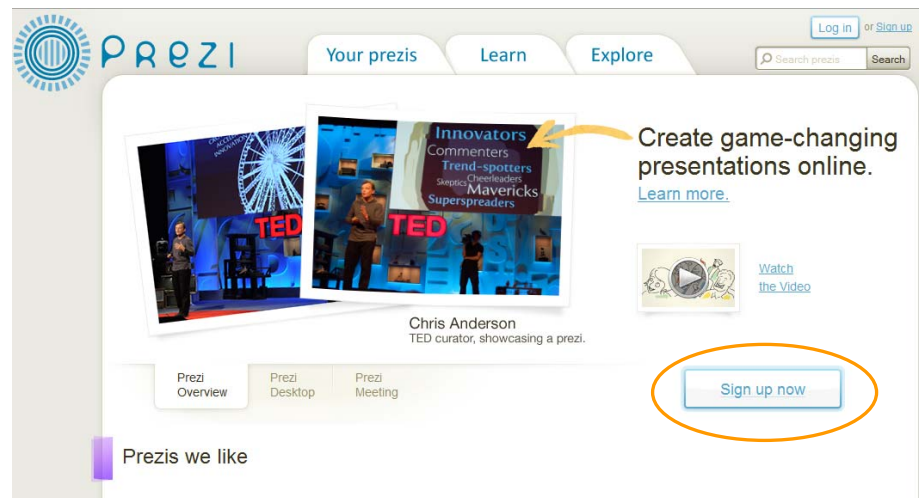 Log in or Sign up
PRezi
Your prezis
Learn
Explore
Search prezis
Search
Innovators
Commenters
Trend-spotters
Cheerleaders
Skeptics Mavericks
Superspreaders
TED
TED
Create game-changing
presentations online.
Learn more.
Watch
the Video
Chris Anderson
TED curator, showcasing a prezi.
Prezi
Overview
Prezi
Desktop
Prezi
Meeting
Sign up now
Prezis we like